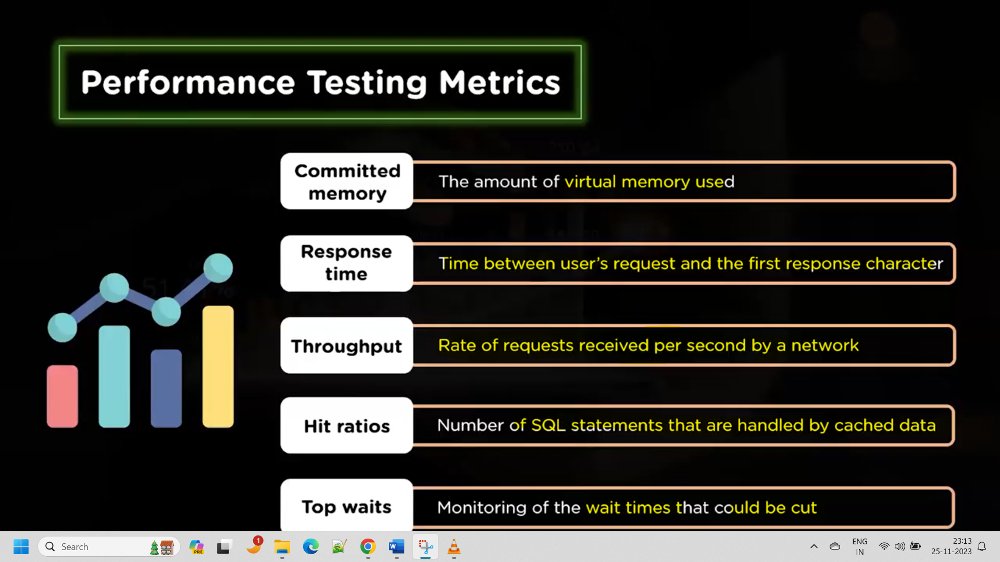 Performance Testing Metrics
Committed
memory
The amount of virtual memory used
Response
time
Time between user's request and the first response character
Throughput
Rate of requests received per second by a network
Hit ratios
Number of SQL statements that are handled by cached data
Top waits
Monitoring of the wait times that could be cut
Search
PRE
1
W
ENG
IN
23:13
25-11-2023